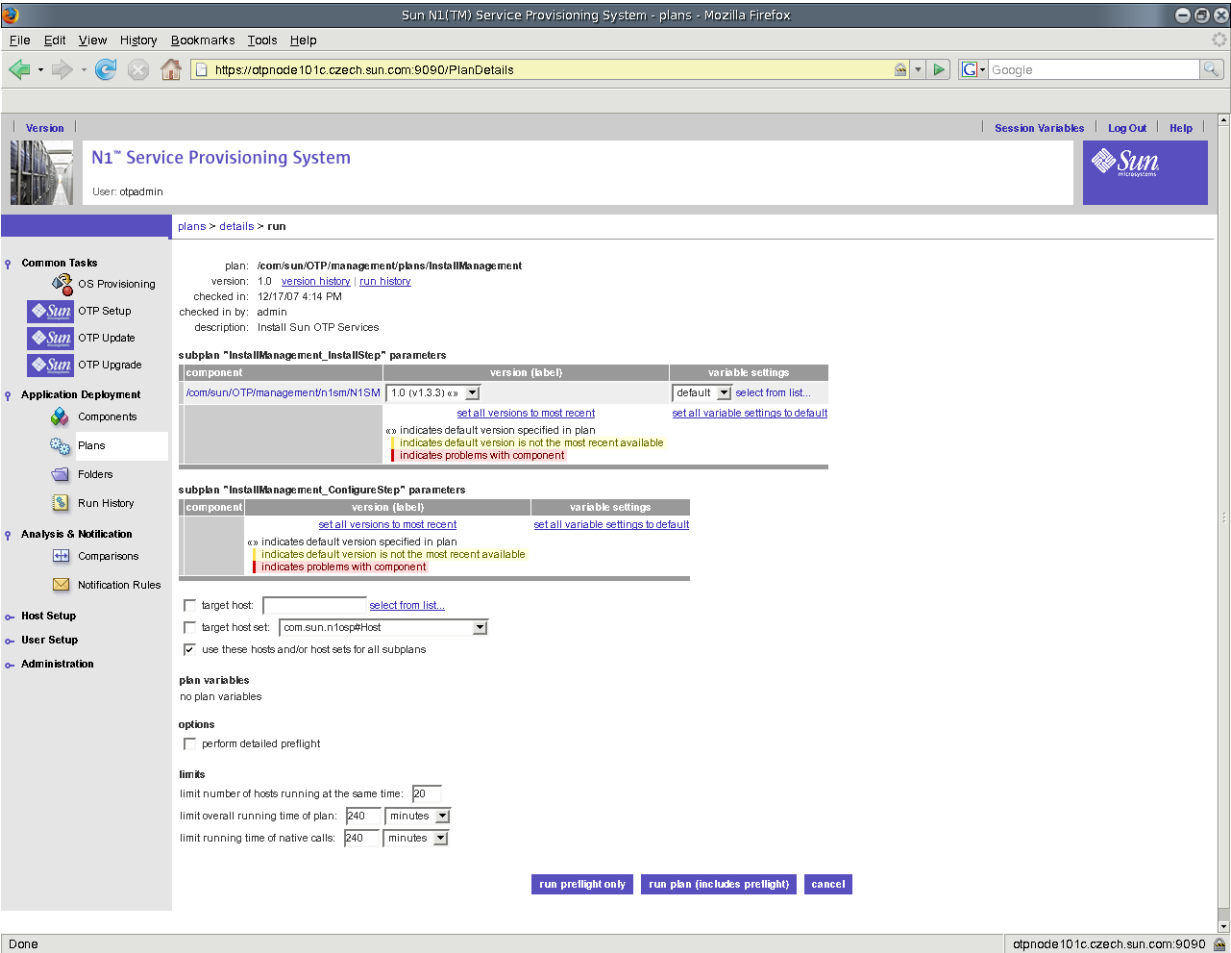 Sun N1(TM) Service Provisioning System - plans - Mozilla Firefox
File Edit View History Bookmarks Tools Help
https://otpnode101c.czech.sun.com:9090/PlanDetails
G Google
Version
Session Variables Log Out Help
N1™ Service Provisioning System
User: otpadmin
Sun
microsystems
plans > details > run
Common Tasks
OS Provisioning
Sun OTP Setup
Sun OTP Update
Sun OTP Upgrade
Application Deployment
Components
Plans
Folders
Run History
Analysis & Notification
Comparisons
Notification Rules
Host Setup
User Setup
Administration
plan: /com/sun/OTP/management/plans/InstallManagement
version: 1.0 version history | run history
checked in: 12/17/07 4:14 PM
checked in by: admin
description: Install Sun OTP Services
subplan "InstallManagement_InstallStep" parameters
component version (label) variable settings
/com/sun/OTP/management/n1sm/N1SM 1.0 (v1.3.3) «» default select from list...
set all versions to most recent set all variable settings to default
«» indicates default version specified in plan
indicates default version is not the most recent available
indicates problems with component
subplan "InstallManagement_ConfigureStep" parameters
component version (label) variable settings
set all versions to most recent set all variable settings to default
«» indicates default version specified in plan
indicates default version is not the most recent available
indicates problems with component
target host: select from list...
target host set: com.sun.n1osp#Host
use these hosts and/or host sets for all subplans
plan variables
no plan variables
options
perform detailed preflight
limits
limit number of hosts running at the same time: 20
limit overall running time of plan: 240 minutes
limit running time of native calls: 240 minutes
run preflight only run plan (includes preflight) cancel
Done otpnode101c.czech.sun.com:9090